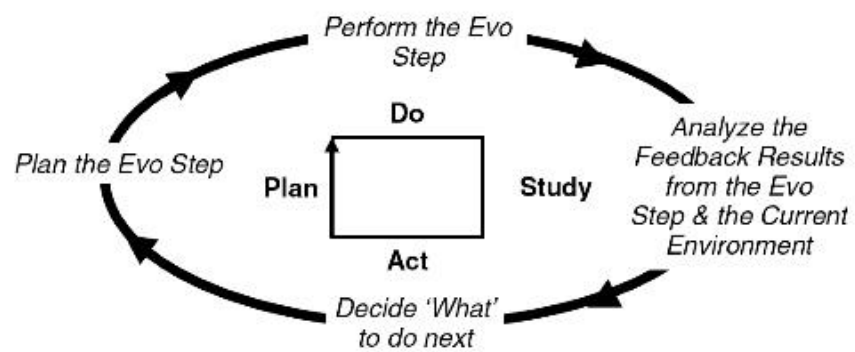 Perform the Evo
Step
Do
Plan the Evo Step
Plan
Study
Analyze the
Feedback Results
from the Evo
Step & the Current
Environment
Act
Decide ‘What’
to do next